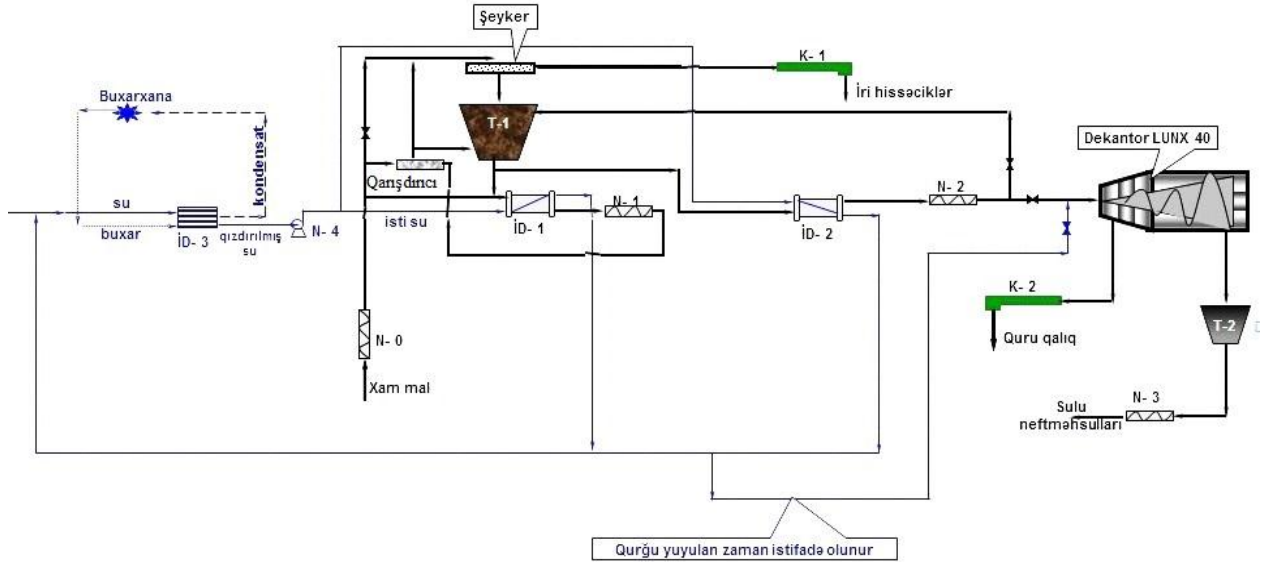 Şeyker
K- 1
İri hissəciklər
Buxarxana
kondensat
T-1
Dekantor LUNX 40
Qarışdırıcı
N- 2
N- 1
su
buxar
İD- 3
qızdırılmış
su
N- 4
isti su
İD- 1
İD- 2
K- 2
Quru qalıq
T-2
N- 0
Xam mal
N- 3
Sulu
neftməhsulları
Qurğu yuyulan zaman istifadə olunur